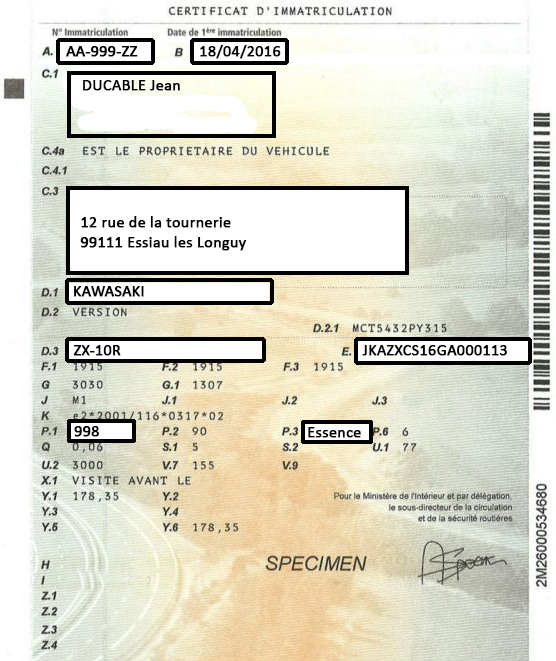 CERTIFICAT D'IMMATRICULATION
N° Immatriculation Date de 1ère immatriculation
A. AA-999-ZZ B 18/04/2016
C.1 DUCABLE Jean
C.4a EST LE PROPRIETAIRE DU VEHICULE
C.4.1
C.3
12 rue de la tournerie
99111 Essiau les Longuy
D.1 KAWASAKI
D.2 VERSION
D.2.1 MCT5432PY315
D.3 ZX-10R E. JKAZXCS16GA000113
F.1 1915 F.2 1915 F.3 1915
G 3030 G.1 1307
J M1 J.1 J.2 J.3
K e2*2001/116*0317*02
P.1 998 P.2 90 P.3 Essence P.6 6
Q 0,06 S.1 5 S.2 U.1 77
U.2 3000 V.7 155 V.9
X.1 VISITE AVANT LE
Y.1 178,35 Y.2
Y.3 Y.4
Y.5 Y.6 178,35
Pour le Ministère de l'Intérieur et par délégation,
le sous-directeur de la circulation
et de la sécurité routières
H
SPECIMEN
I
Z.1
Z.2
Z.3
Z.4
2M26000534680